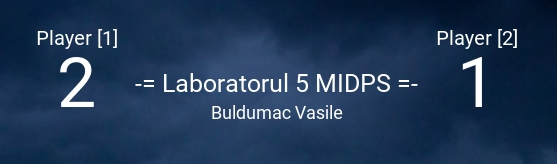 Player [1]
2
-= Laboratorul 5 MIDPS =-
Buldumac Vasile
Player [2]
1